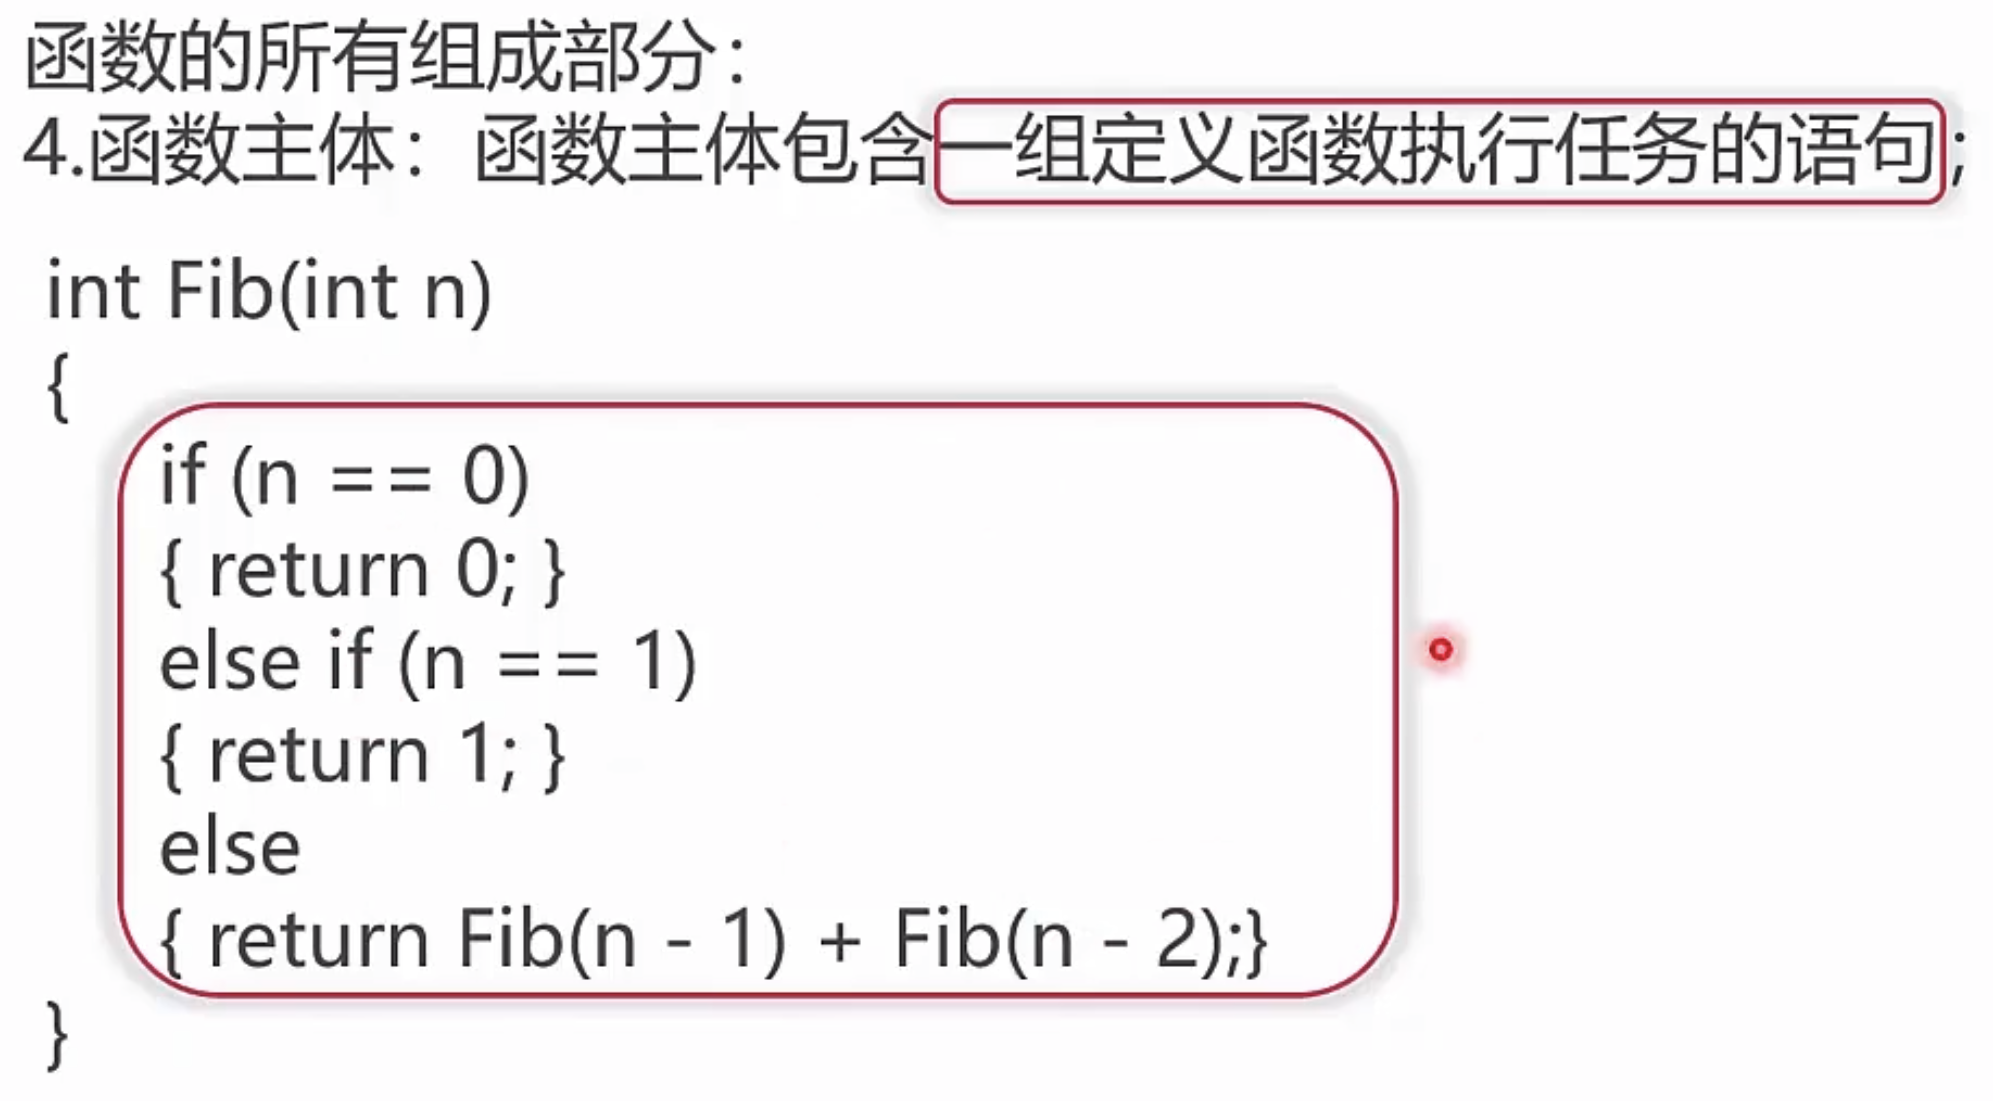 函数的所有组成部分：
4.函数主体：函数主体包含一组定义函数执行任务的语句;
int Fib(int n)
{
if (n == 0)
{ return 0; }
else if (n == 1)
{ return 1; }
else
{ return Fib(n - 1) + Fib(n - 2);}
}